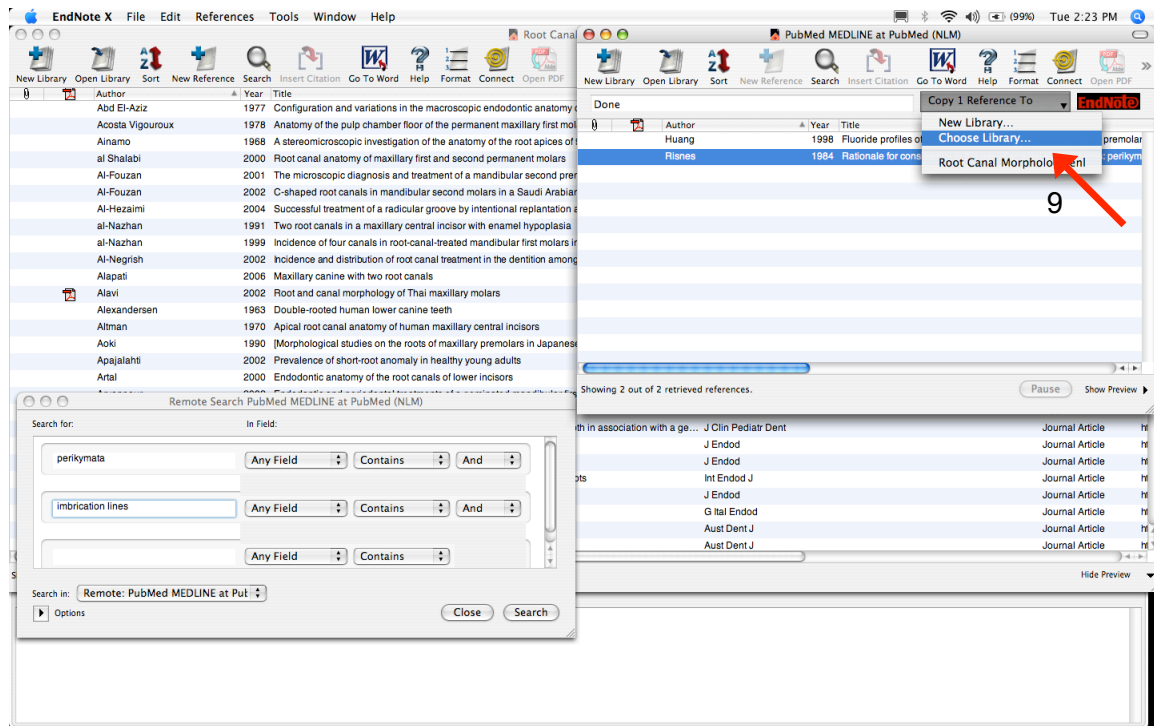 EndNote X File Edit References Tools Window Help (99%) Tue 2:23 PM
Root Canal
New Library Open Library Sort New Reference Search Insert Citation Go To Word Help Format Connect Open PDF
Author Year Title
Abd El-Aziz 1977 Configuration and variations in the macroscopic endodontic anatomy
Acosta Vigouroux 1978 Anatomy of the pulp chamber floor of the permanent maxillary first mol
Ainamo 1968 A stereomicroscopic investigation of the anatomy of the root apices of
al Shalabi 2000 Root canal anatomy of maxillary first and second permanent molars
Al-Fouzan 2001 The microscopic diagnosis and treatment of a mandibular second prer
Al-Fouzan 2002 C-shaped root canals in mandibular second molars in a Saudi Arabian
Al-Hezaimi 2004 Successful treatment of a radicular groove by intentional replantation a
al-Nazhan 1991 Two root canals in a maxillary central incisor with enamel hypoplasia
al-Nazhan 1999 Incidence of four canals in root-canal-treated mandibular first molars in
Al-Negrish 2002 Incidence and distribution of root canal treatment in the dentition among
Alapati 2006 Maxillary canine with two root canals
Alavi 2002 Root and canal morphology of Thai maxillary molars
Alexandersen 1963 Double-rooted human lower canine teeth
Altman 1970 Apical root canal anatomy of human maxillary central incisors
Aoki 1990 [Morphological studies on the roots of maxillary premolars in Japanese
Apajalahti 2002 Prevalence of short-root anomaly in healthy young adults
Artal 2000 Endodontic anatomy of the root canals of lower incisors
PubMed MEDLINE at PubMed (NLM)
New Library Open Library Sort New Reference Search Insert Citation Go To Word Help Format Connect Open PDF »
Done Copy 1 Reference To EndNote
New Library...
Choose Library...
Root Canal
Author Year Title
Huang 1998 Fluoride profiles of premolar
Risnes 1984 Rationale for cons : perikym
9
Showing 2 out of 2 retrieved references. Pause Show Preview
th in association with a ge... J Clin Pediatr Dent Journal Article
J Endod Journal Article
J Endod Journal Article
Int Endod J Journal Article
J Endod Journal Article
G Ital Endod Journal Article
Aust Dent J Journal Article
Aust Dent J Journal Article
Hide Preview
Remote Search PubMed MEDLINE at PubMed (NLM)
Search for: In Field:
perikymata Any Field Contains And
imbrication lines Any Field Contains And
Any Field Contains
Search in: Remote: PubMed MEDLINE at Pub
Options Close Search